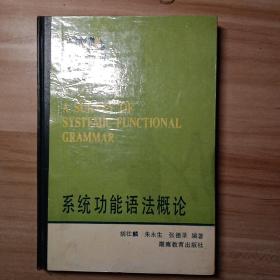 A SURVEY OF
SYSTEMIC FUNCTIONAL
GRAMMAR
系统功能语法概论
胡壮麟 朱永生 张德录 编著
湖南教育出版社